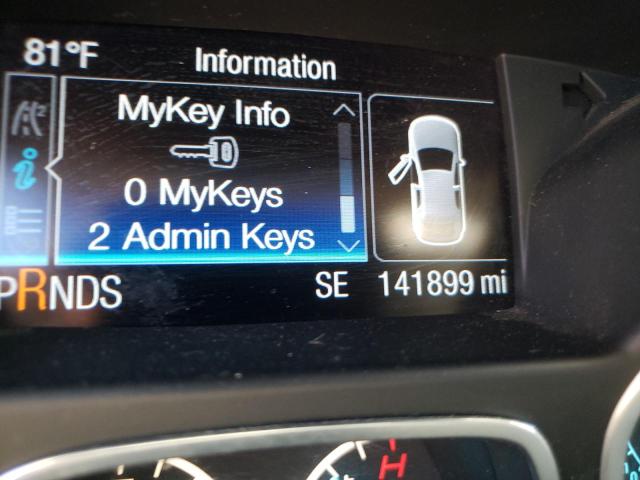 81°F Information
MyKey Info
0 MyKeys
2 Admin Keys
PRNDS SE 141899 mi
H